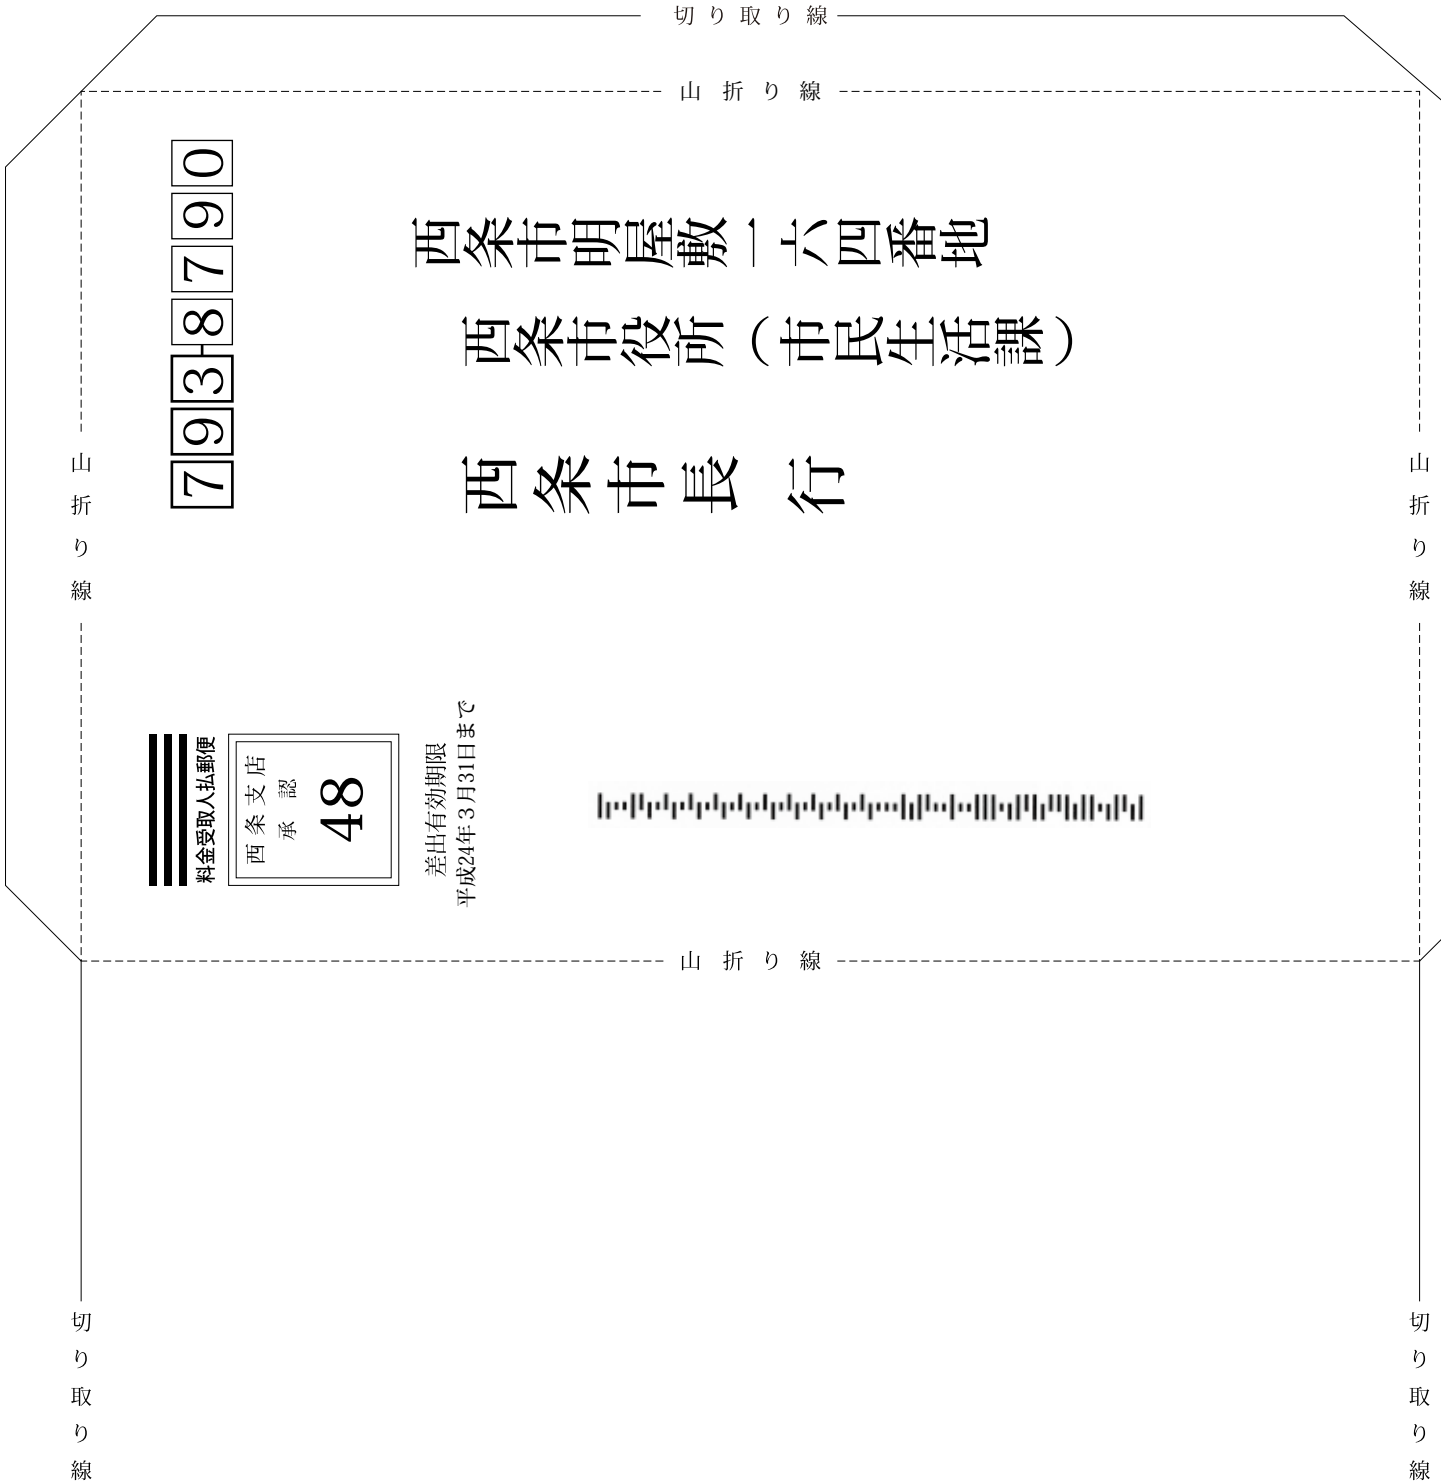 切り取り線
山折り線
7938790
西条市明屋敷一六四番地
西条市役所（市民生活課）
西条市長 行
山折り線
山折り線
料金受取人払郵便
西条支店
承認
48
差出有効期限
平成24年３月31日まで
山折り線
切り取り線
切り取り線